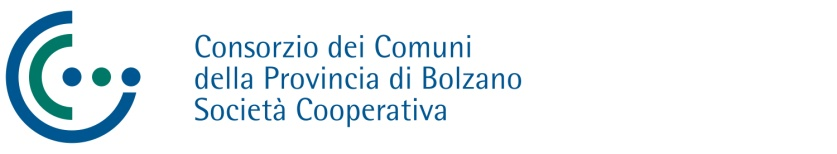 Consorzio dei Comuni
della Provincia di Bolzano
Società Cooperativa